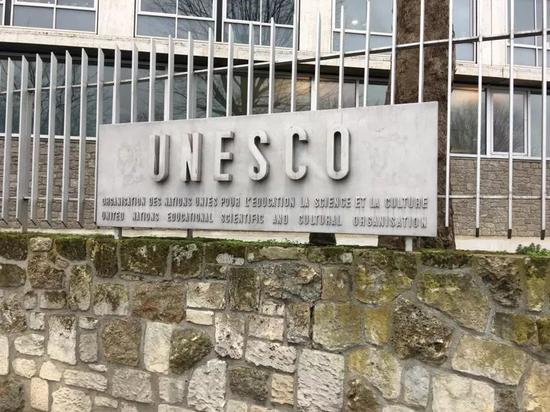 UNESCO
ORGANISATION DES NATIONS UNIES POUR L'ÉDUCATION LA SCIENCE ET LA CULTURE
UNITED NATIONS EDUCATIONAL SCIENTIFIC AND CULTURAL ORGANISATION